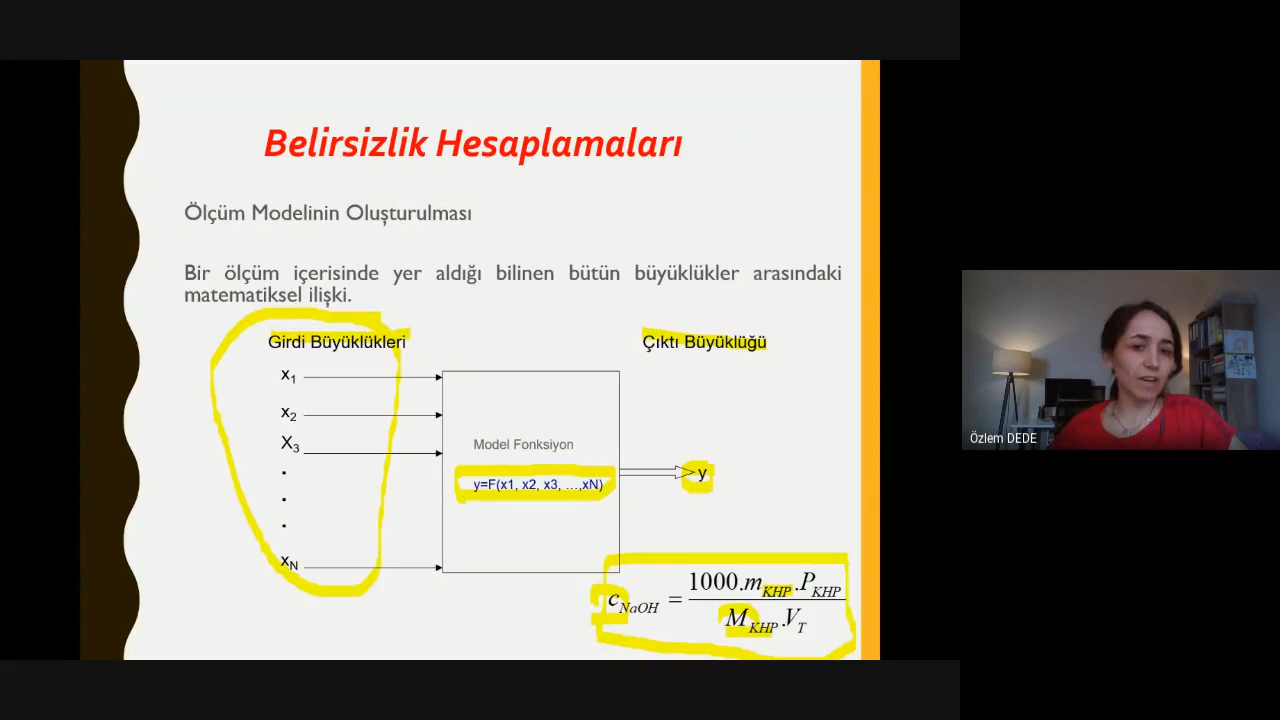 Belirsizlik Hesaplamaları
Ölçüm Modelinin Oluşturulması
Bir ölçüm içerisinde yer aldığı bilinen bütün büyüklükler arasındaki
matematiksel ilişki.
Girdi Büyüklükleri
Çıktı Büyüklüğü
x1
x2
X3
.
.
.
xN
Model Fonksiyon
y=F(x1, x2, x3, ...,xN)
y
cNaOH = 1000.mKHP.PKHP / MKHP.VT
Özlem DEDE